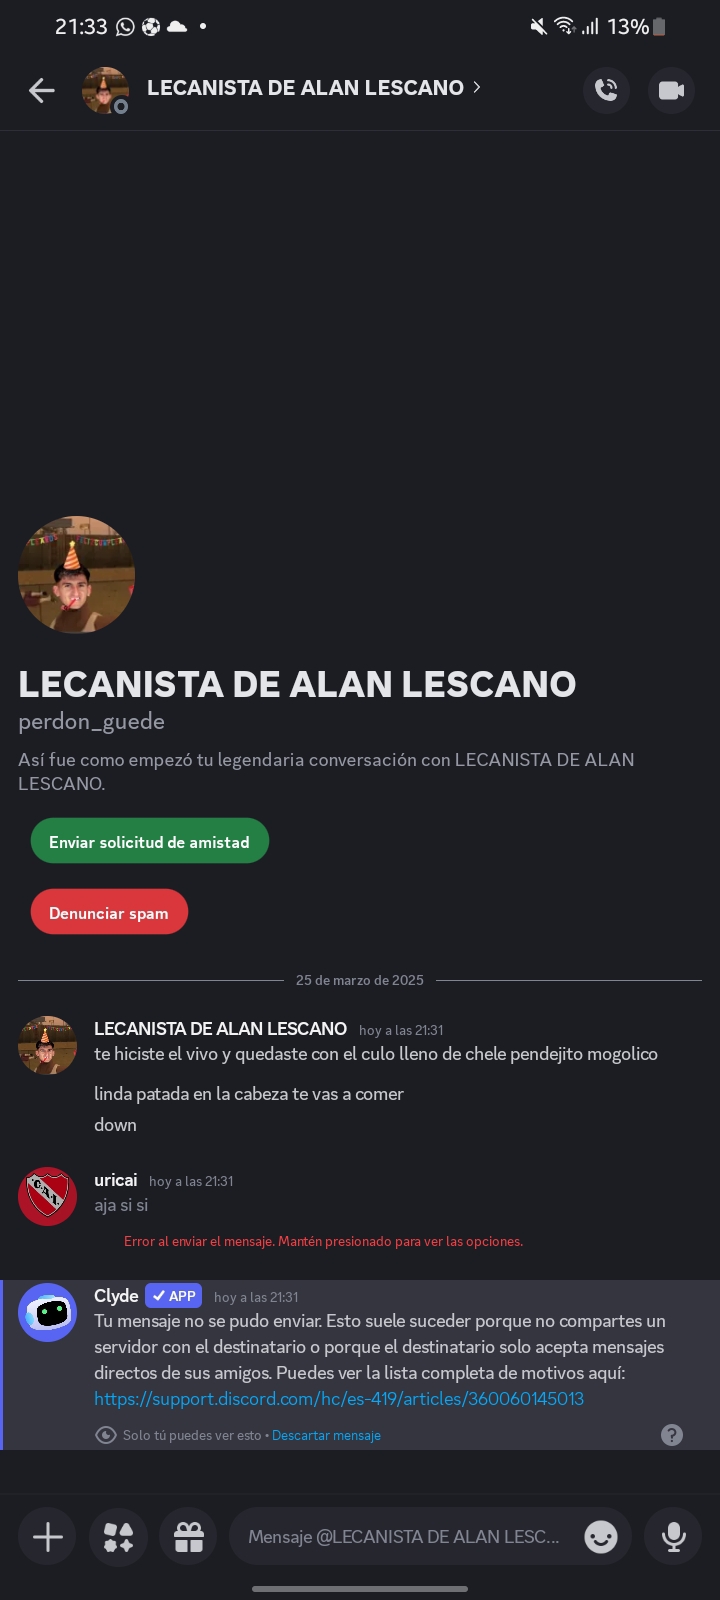 21:33
13%
LECANISTA DE ALAN LESCANO
LECANISTA DE ALAN LESCANO
perdon_guede
Así fue como empezó tu legendaria conversación con LECANISTA DE ALAN
LESCANO.
Enviar solicitud de amistad
Denunciar spam
25 de marzo de 2025
LECANISTA DE ALAN LESCANO hoy a las 21:31
te hiciste el vivo y quedaste con el culo lleno de chele pendejito mogolico
linda patada en la cabeza te vas a comer
down
uricai hoy a las 21:31
aja si si
Error al enviar el mensaje. Mantén presionado para ver las opciones.
Clyde ✓ APP hoy a las 21:31
Tu mensaje no se pudo enviar. Esto suele suceder porque no compartes un
servidor con el destinatario o porque el destinatario solo acepta mensajes
directos de sus amigos. Puedes ver la lista completa de motivos aquí:
https://support.discord.com/hc/es-419/articles/360060145013
Solo tú puedes ver esto • Descartar mensaje
Mensaje @LECANISTA DE ALAN LESC...